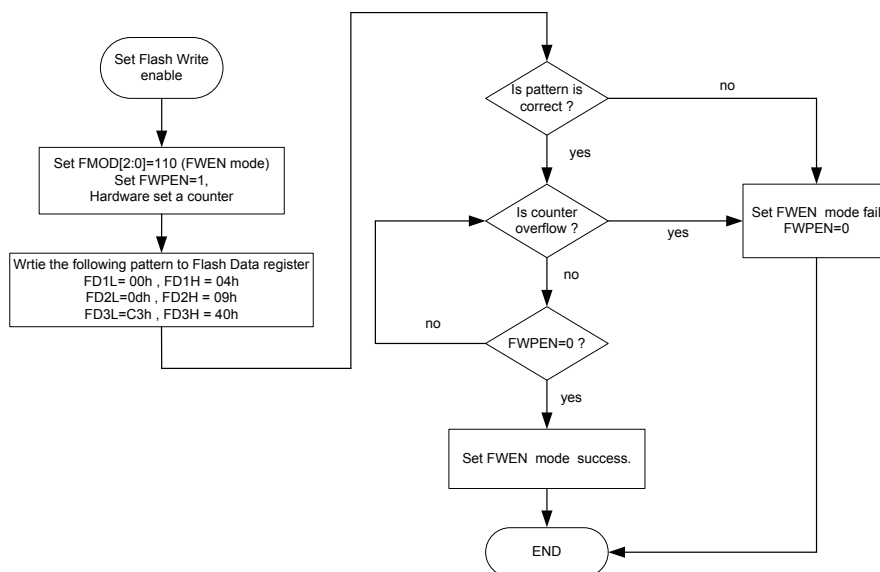 Set Flash Write
enable
Set FMOD[2:0]=110 (FWEN mode)
Set FWPEN=1,
Hardware set a counter
Wrtie the following pattern to Flash Data register
FD1L= 00h , FD1H = 04h
FD2L=0dh , FD2H = 09h
FD3L=C3h , FD3H = 40h
Is pattern is
correct ?
no
yes
Is counter
overflow ?
yes
no
Set FWEN mode fail
FWPEN=0
FWPEN=0 ?
no
yes
Set FWEN mode success.
END